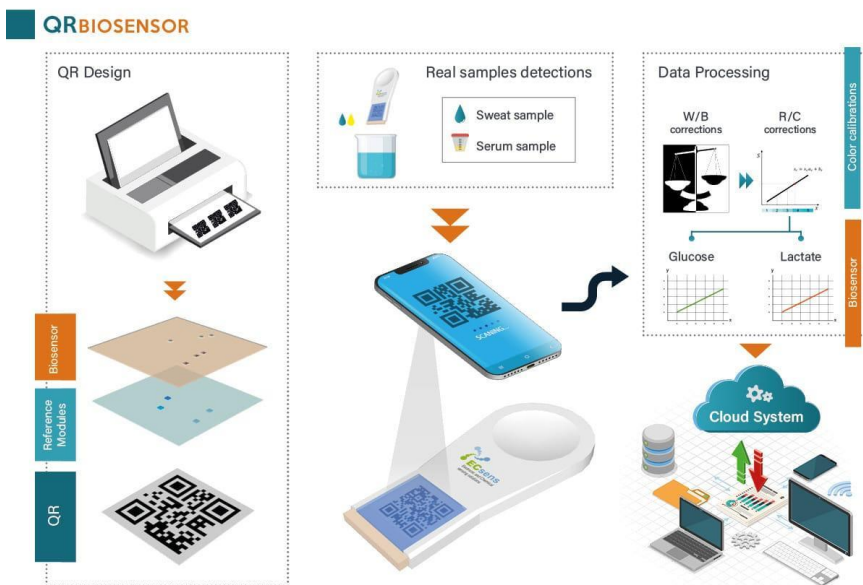 QRBIOSENSOR
QR Design
Biosensor
Reference
Modules
QR
Real samples detections
Sweat sample
Serum sample
SCANING...
ECsens
Data Processing
W/B
corrections
R/C
corrections
Glucose
Lactate
Color calibrations
Biosensor
Cloud System